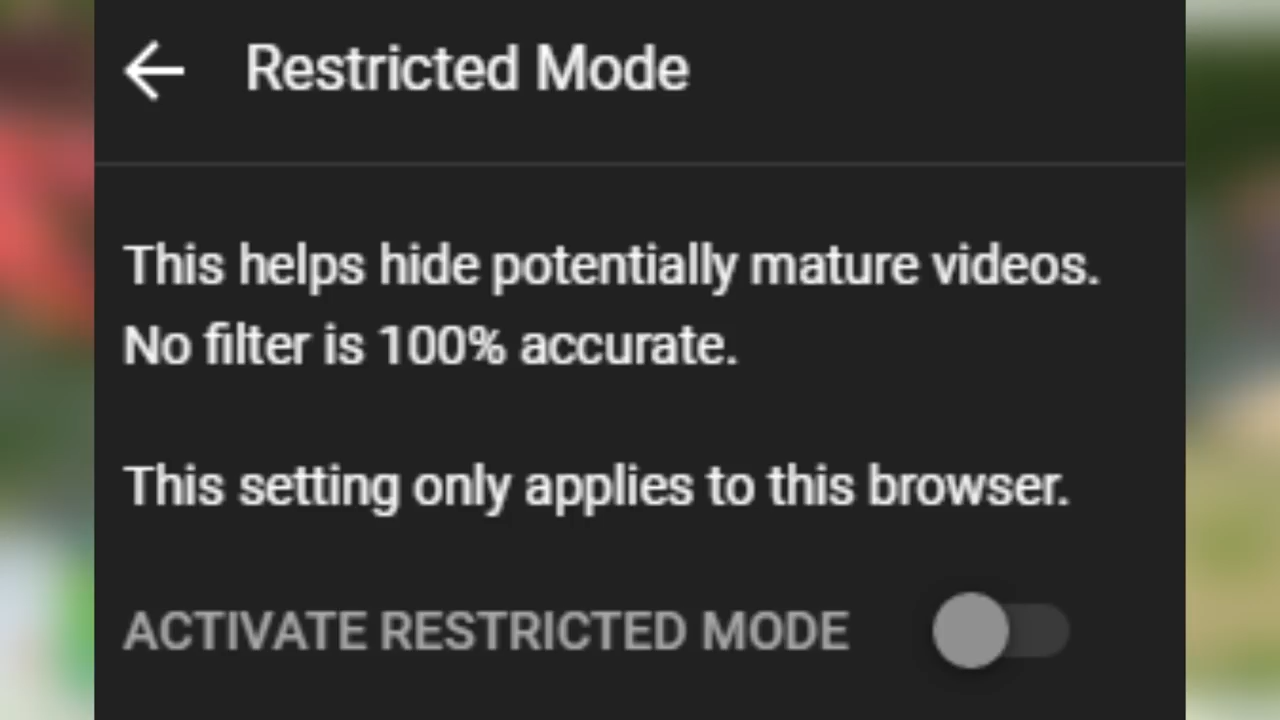 Restricted Mode
This helps hide potentially mature videos.
No filter is 100% accurate.
This setting only applies to this browser.
ACTIVATE RESTRICTED MODE